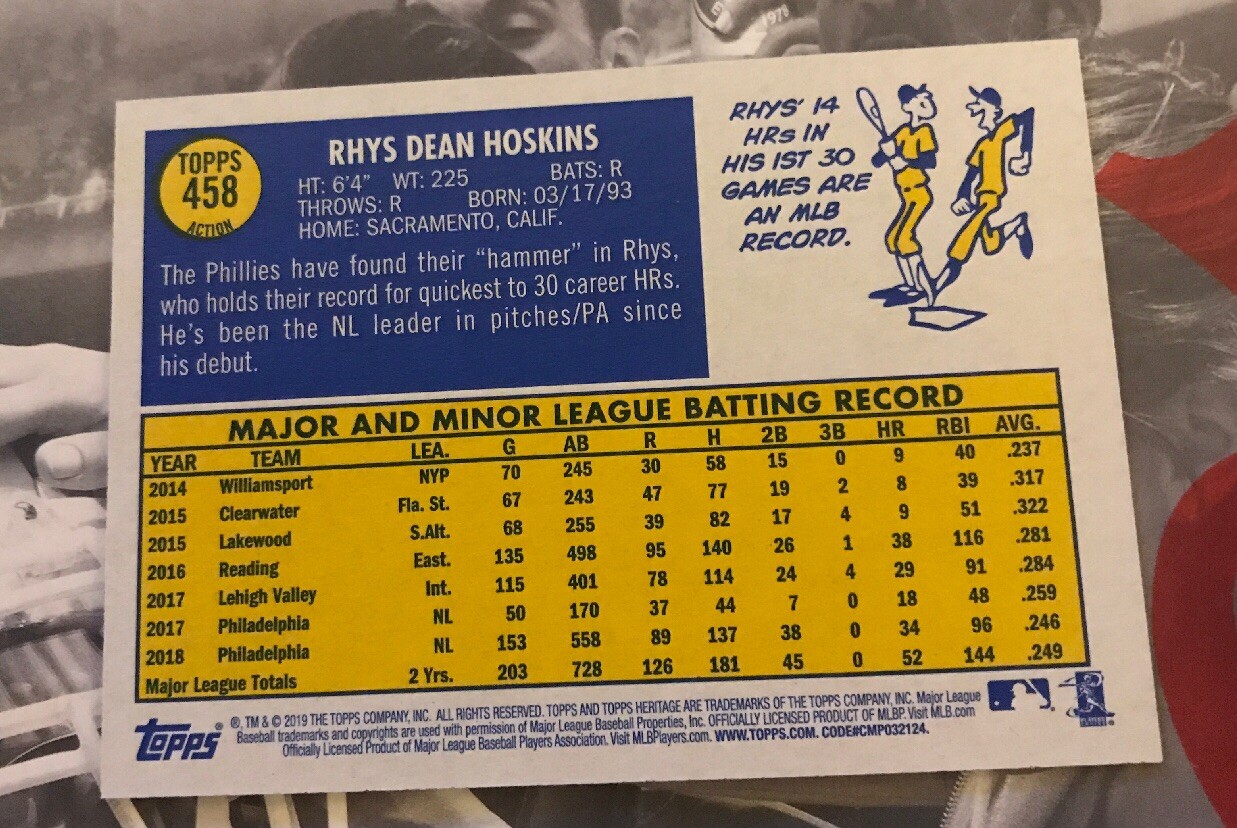 1979
TOPPS
458
ACTION
RHYS DEAN HOSKINS
HT: 6'4" WT: 225 BATS: R
THROWS: R BORN: 03/17/93
HOME: SACRAMENTO, CALIF.
The Phillies have found their "hammer" in Rhys,
who holds their record for quickest to 30 career HRs.
He's been the NL leader in pitches/PA since
his debut.
RHYS' 14
HRs IN
HIS 1ST 30
GAMES ARE
AN MLB
RECORD.
MAJOR AND MINOR LEAGUE BATTING RECORD
YEAR TEAM LEA. G AB R H 2B 3B HR RBI AVG.
2014 Williamsport NYP 70 245 30 58 15 0 9 40 .237
2015 Clearwater Fla. St. 67 243 47 77 19 2 8 39 .317
2015 Lakewood S.Alt. 68 255 39 82 17 4 9 51 .322
2016 Reading East. 135 498 95 140 26 1 38 116 .281
2017 Lehigh Valley Int. 115 401 78 114 24 4 29 91 .284
2017 Philadelphia NL 50 170 37 44 7 0 18 48 .259
2018 Philadelphia NL 153 558 89 137 38 0 34 96 .246
Major League Totals 2 Yrs. 203 728 126 181 45 0 52 144 .249
Topps®
®, TM & © 2019 THE TOPPS COMPANY, INC. ALL RIGHTS RESERVED. TOPPS AND TOPPS HERITAGE ARE TRADEMARKS OF THE TOPPS COMPANY, INC. Major League
Baseball trademarks and copyrights are used with permission of Major League Baseball Properties, Inc. OFFICIALLY LICENSED PRODUCT OF MLBP. Visit MLB.com
Officially Licensed Product of Major League Baseball Players Association. Visit MLBPlayers.com. WWW.TOPPS.COM. CODE#CMP032124.